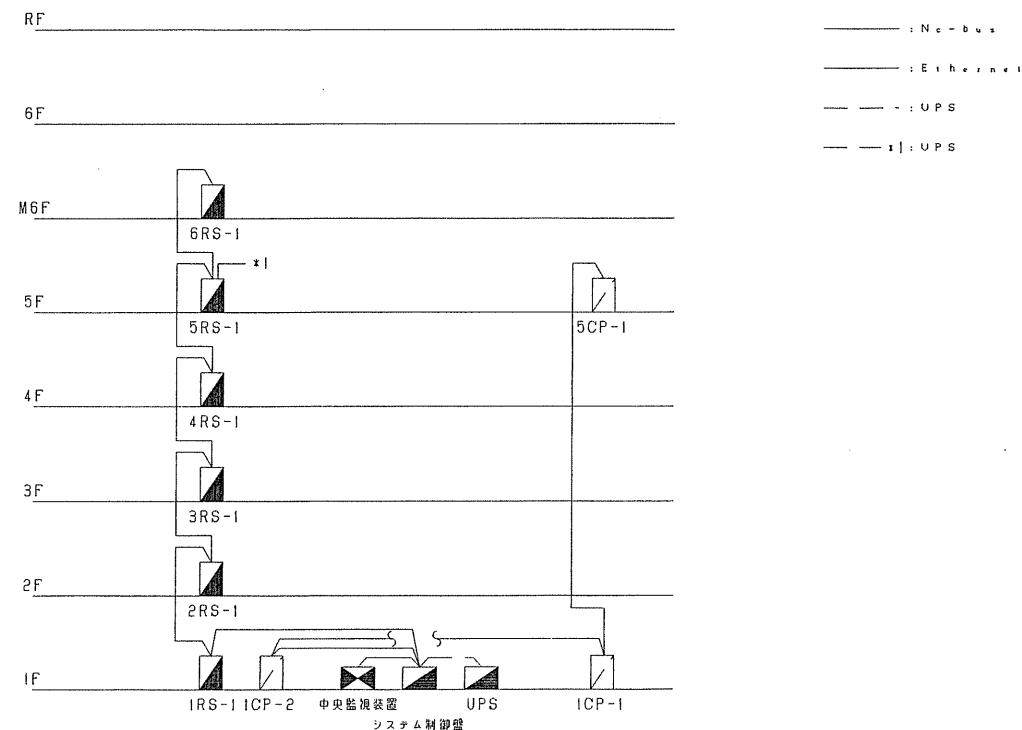 RF
: Nc-bus
: Ethernet
6F
: UPS
*1: UPS
M6F
6RS-1
*1
5F
5RS-1
5CP-1
4F
4RS-1
3F
3RS-1
2F
2RS-1
1F
1RS-1 1CP-2 中央監視装置 UPS 1CP-1
システム制御盤